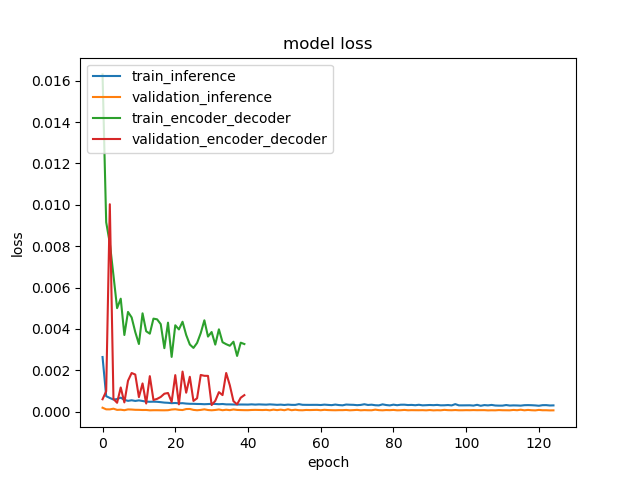 model loss
train_inference
validation_inference
train_encoder_decoder
validation_encoder_decoder
0.016
0.014
0.012
0.010
0.008
0.006
0.004
0.002
0.000
loss
0 20 40 60 80 100 120
epoch